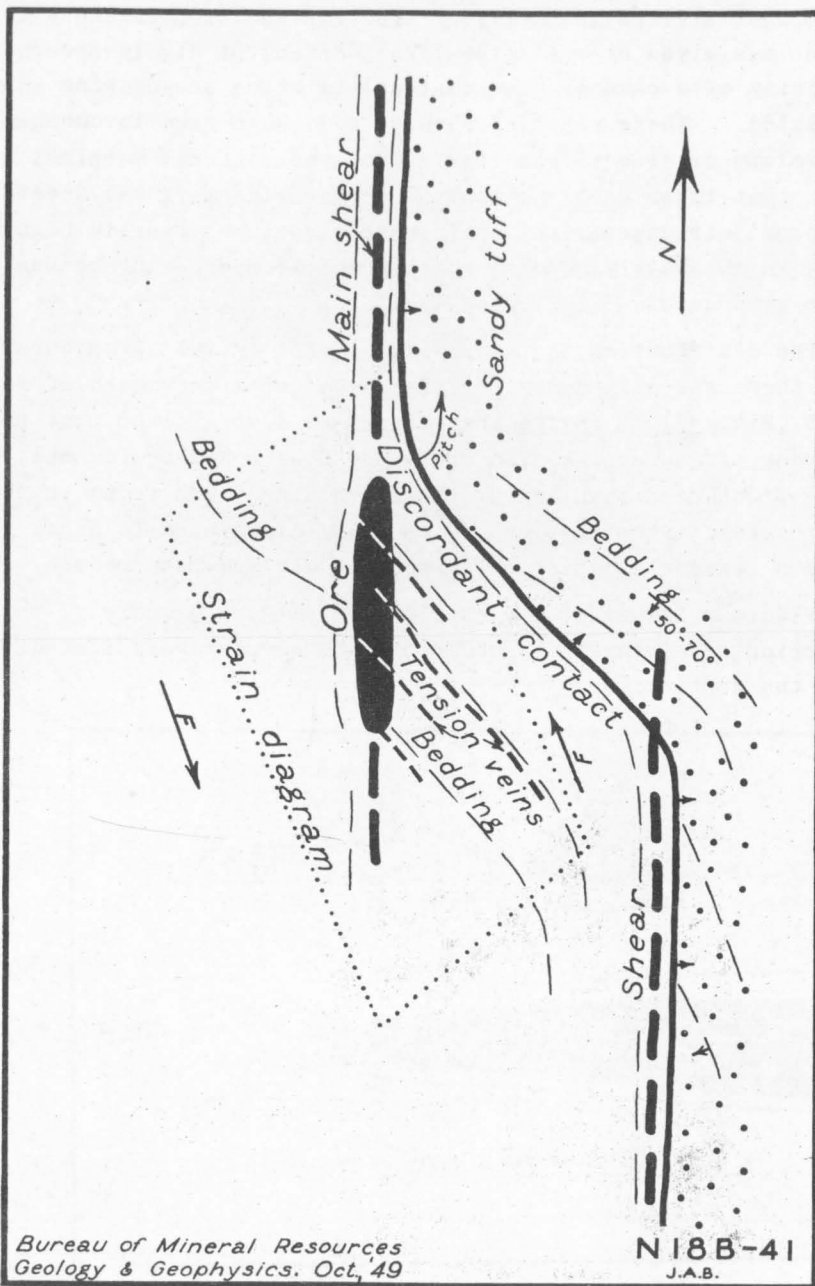 Main shear
Sandy tuff
N
Pitch
Bedding
Discordant contact
Bedding
50-70°
Ore
Strain diagram
Tension veins
Bedding
F
F
Shear
Bureau of Mineral Resources
Geology & Geophysics. Oct, '49
N18B-41
J.A.B.